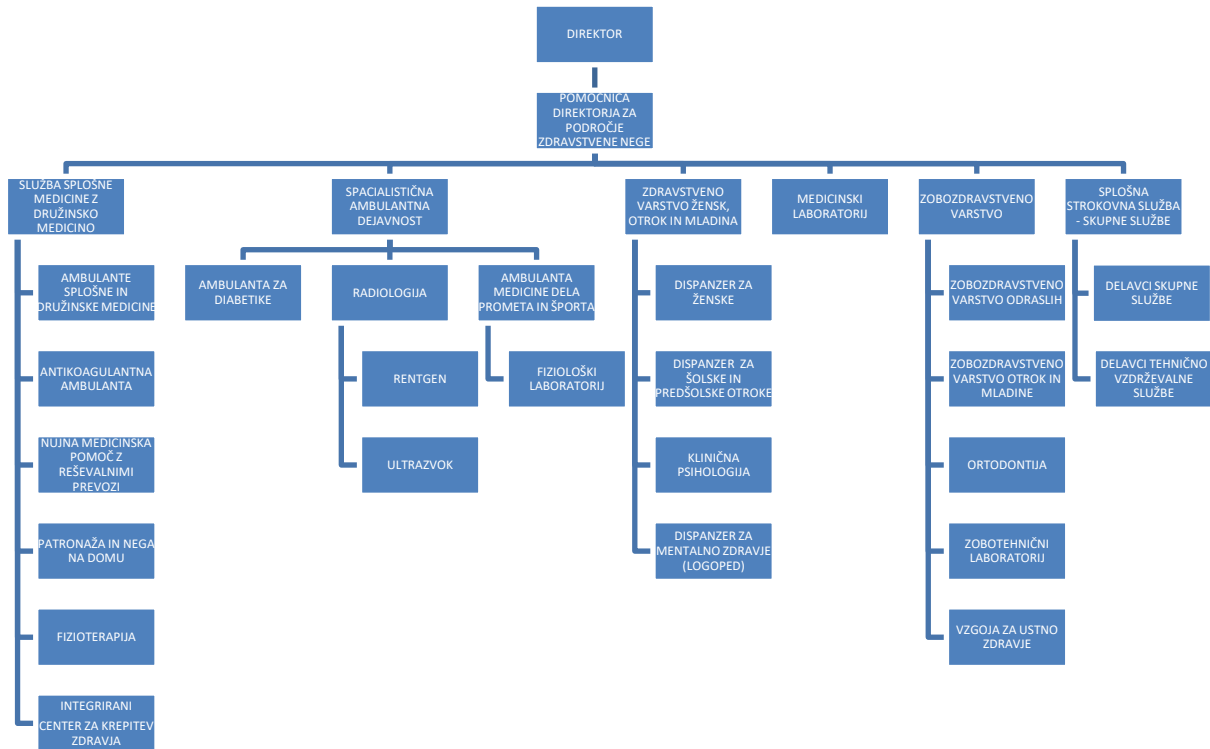 DIREKTOR
POMOČNICA
DIREKTORJA ZA
PODROČJE
ZDRAVSTVENE NEGE
SLUŽBA SPLOŠNE
MEDICINE Z
DRUŽINSKO
MEDICINO
SPACIALISTIČNA
AMBULANTNA
DEJAVNOST
ZDRAVSTVENO
VARSTVO ŽENSK,
OTROK IN MLADINA
MEDICINSKI
LABORATORIJ
ZOBOZDRAVSTVENO
VARSTVO
SPLOŠNA
STROKOVNA SLUŽBA
- SKUPNE SLUŽBE
AMBULANTE
SPLOŠNE IN
DRUŽINSKE MEDICINE
ANTIKOAGULANTNA
AMBULANTA
NUJNA MEDICINSKA
POMOČ Z
REŠEVALNIMI
PREVOZI
PATRONAŽA IN NEGA
NA DOMU
FIZIOTERAPIJA
INTEGRIRANI
CENTER ZA KREPITEV
ZDRAVJA
AMBULANTA ZA
DIABETIKE
RADIOLOGIJA
RENTGEN
ULTRAZVOK
AMBULANTA
MEDICINE DELA
PROMETA IN ŠPORTA
FIZIOLOŠKI
LABORATORIJ
DISPANZER ZA
ŽENSKE
DISPANZER ZA
ŠOLSKE IN
PREDŠOLSKE OTROKE
KLINIČNA
PSIHOLOGIJA
DISPANZER ZA
MENTALNO ZDRAVJE
(LOGOPED)
ZOBOZDRAVSTVENO
VARSTVO ODRASLIH
ZOBOZDRAVSTVENO
VARSTVO OTROK IN
MLADINE
ORTODONTIJA
ZOBOTEHNIČNI
LABORATORIJ
VZGOJA ZA USTNO
ZDRAVJE
DELAVCI SKUPNE
SLUŽBE
DELAVCI TEHNIČNO
VZDRŽEVALNE
SLUŽBE